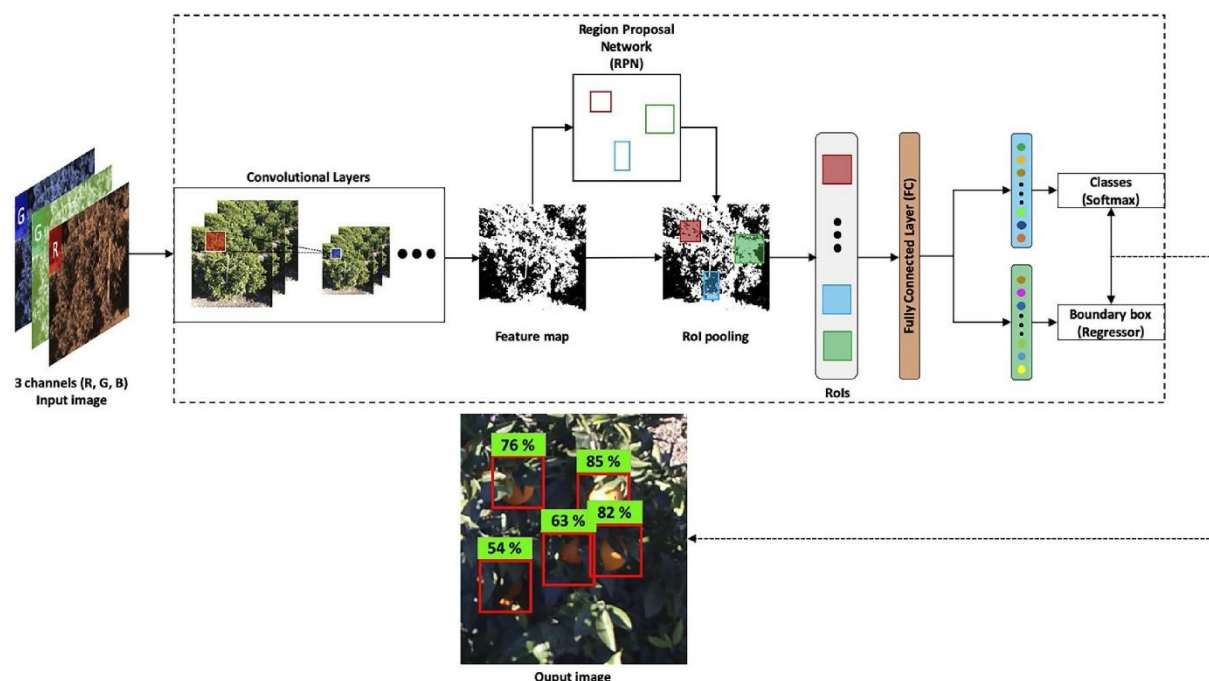 Region Proposal
Network
(RPN)
Convolutional Layers
G
G
R
3 channels (R, G, B)
Input image
Feature map
RoI pooling
RoIs
Fully Connected Layer (FC)
Classes
(Softmax)
Boundary box
(Regressor)
76 %
85 %
63 %
82 %
54 %
Ouput image